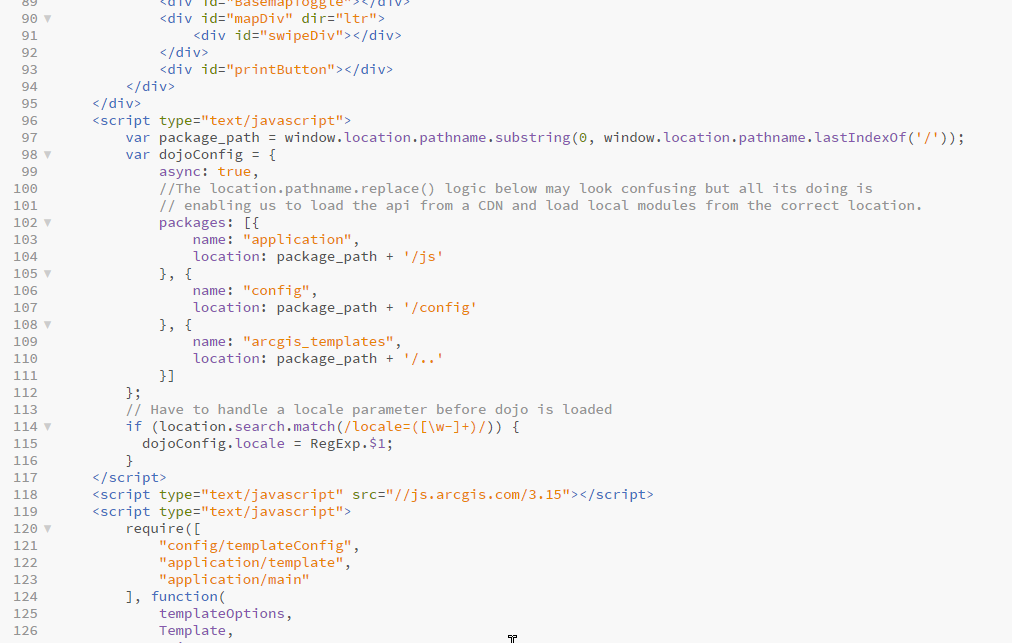 89                <div id="BasemapToggle"></div>
90                <div id="mapDiv" dir="ltr">
91                    <div id="swipeDiv"></div>
92                </div>
93                <div id="printButton"></div>
94            </div>
95        </div>
96        <script type="text/javascript">
97            var package_path = window.location.pathname.substring(0, window.location.pathname.lastIndexOf('/'));
98            var dojoConfig = {
99                async: true,
100                //The location.pathname.replace() logic below may look confusing but all its doing is
101                // enabling us to load the api from a CDN and load local modules from the correct location.
102                packages: [{
103                    name: "application",
104                    location: package_path + '/js'
105                }, {
106                    name: "config",
107                    location: package_path + '/config'
108                }, {
109                    name: "arcgis_templates",
110                    location: package_path + '/..'
111                }]
112            };
113            // Have to handle a locale parameter before dojo is loaded
114            if (location.search.match(/locale=([\w-]+)/)) {
115              dojoConfig.locale = RegExp.$1;
116            }
117        </script>
118        <script type="text/javascript" src="//js.arcgis.com/3.15"></script>
119        <script type="text/javascript">
120            require([
121                "config/templateConfig",
122                "application/template",
123                "application/main"
124            ], function(
125                templateOptions,
126                Template,